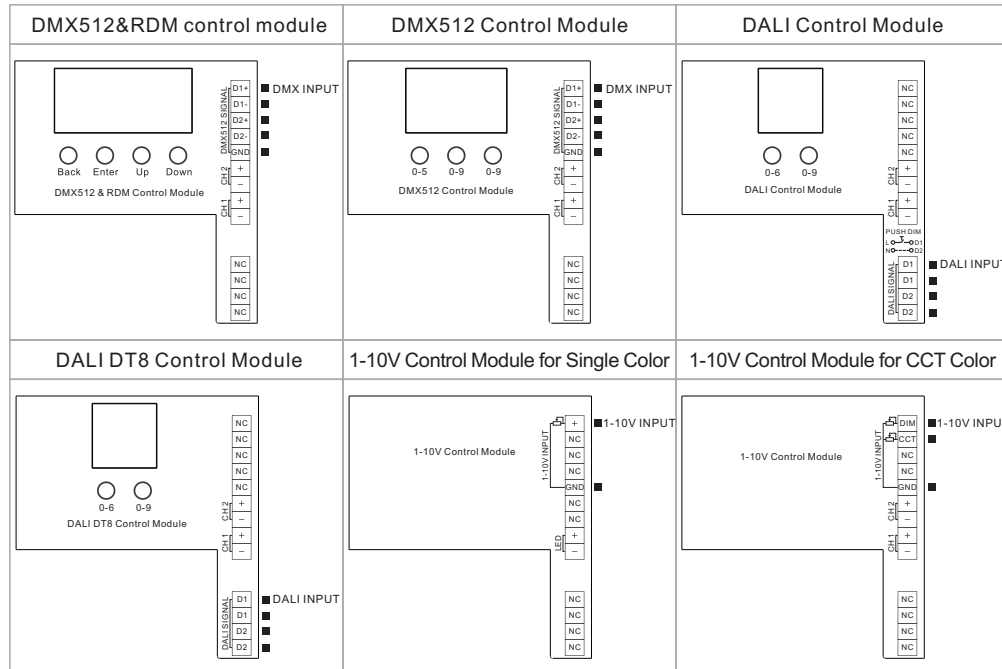 DMX512&RDM control module
DMX512 Control Module
DALI Control Module
D1+
D1-
D2+
D2-
GND
+
–
+
–
DMX512 SIGNAL
CH 2
CH 1
DMX INPUT
Back Enter Up Down
DMX512 & RDM Control Module
NC
NC
NC
NC
D1+
D1-
D2+
D2-
GND
+
–
+
–
DMX512 SIGNAL
CH 2
CH 1
DMX INPUT
0-5 0-9 0-9
DMX512 Control Module
NC
NC
NC
NC
NC
NC
NC
NC
+
–
+
–
CH 2
CH 1
0-6 0-9
DALI Control Module
PUSH DIM
L D1
N D2
D1
D1
D2
D2
DALI SIGNAL
DALI INPUT
DALI DT8 Control Module
1-10V Control Module for Single Color
1-10V Control Module for CCT Color
NC
NC
NC
NC
NC
+
–
+
–
CH 2
CH 1
0-6 0-9
DALI DT8 Control Module
D1
D1
D2
D2
DALI SIGNAL
DALI INPUT
+
NC
NC
NC
GND
NC
NC
+
–
1-10V INPUT
LED
1-10V INPUT
1-10V Control Module
NC
NC
NC
NC
DIM
CCT
NC
NC
GND
+
–
+
–
1-10V INPUT
CH 2
CH 1
1-10V INPU
1-10V Control Module
NC
NC
NC
NC